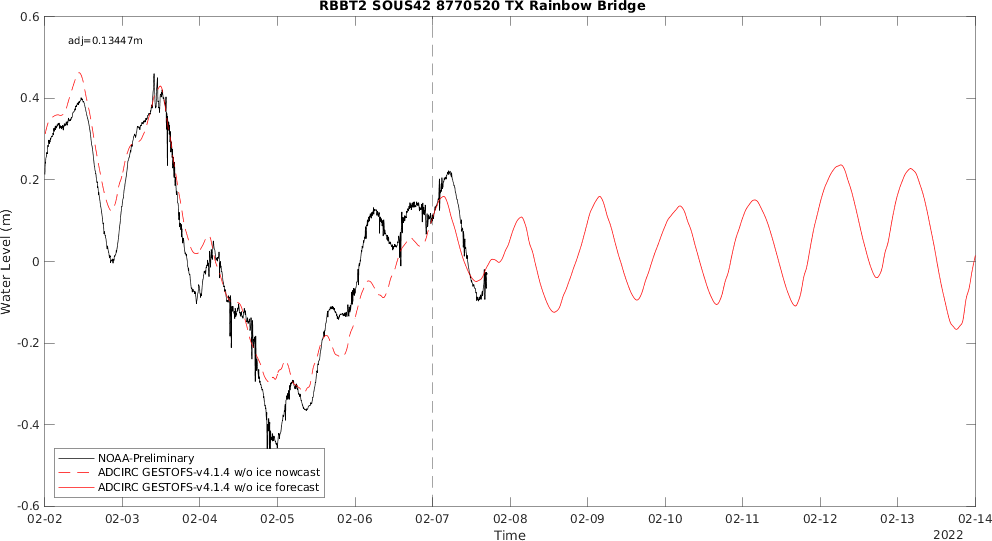 RBBT2 SOUS42 8770520 TX Rainbow Bridge
adj=0.13447m
0.6
0.4
0.2
0
-0.2
-0.4
-0.6
Water Level (m)
NOAA-Preliminary
ADCIRC GESTOFS-v4.1.4 w/o ice nowcast
ADCIRC GESTOFS-v4.1.4 w/o ice forecast
02-02 02-03 02-04 02-05 02-06 02-07 02-08 02-09 02-10 02-11 02-12 02-13 02-14
Time
2022